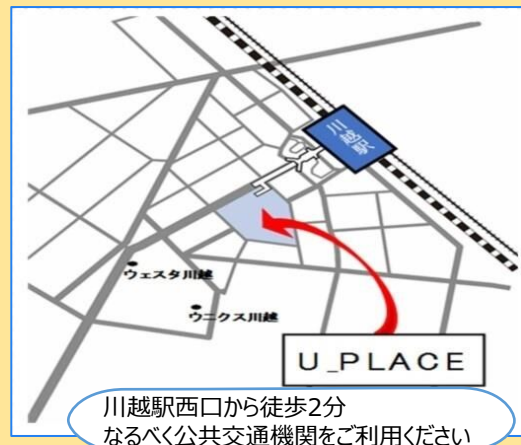 川越駅
ウェスタ川越
ウニクス川越
U_PLACE
川越駅西口から徒歩2分
なるべく公共交通機関をご利用ください